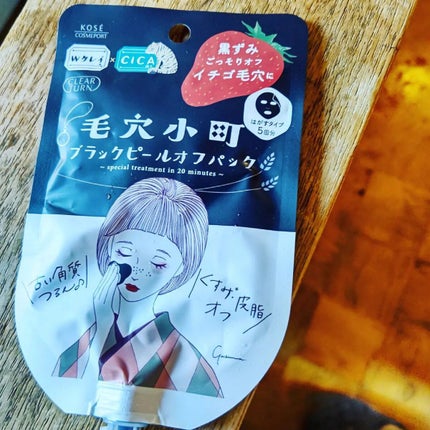 KOSÉ
COSMEPORT
Wクレイ×CICA
CLEAR
TURN
黒ずみ
ごっそりオフ
イチゴ毛穴に
はがすタイプ
5回分
毛穴小町
ブラックピールオフパック
~ special treatment in 20 minutes ~
古い角質
つるん
くすみ・皮脂
オフ